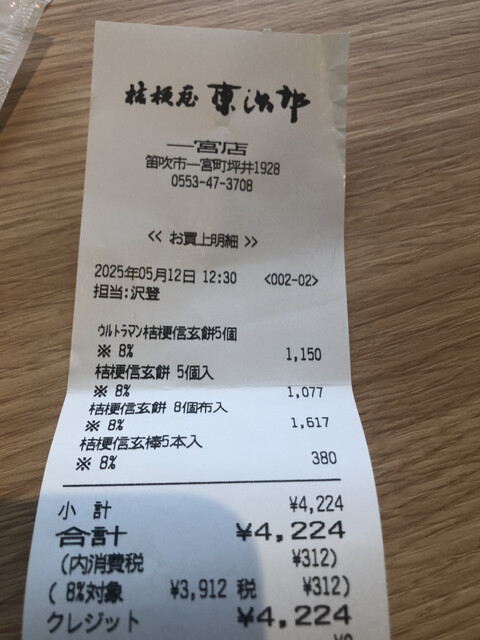 桔梗屋 東治郎
一宮店
笛吹市一宮町坪井1928
0553-47-3708
<< お買上明細 >>
2025年05月12日 12:30 <002-02>
担当:沢登
ウルトラマン桔梗信玄餅5個
※ 8% 1,150
桔梗信玄餅 5個入
※ 8% 1,077
桔梗信玄餅 8個布入
※ 8% 1,617
桔梗信玄棒5本入
※ 8% 380
小 計 ¥4,224
合計 ¥4,224
(内消費税 ¥312)
( 8%対象 ¥3,912 税 ¥312)
クレジット ¥4,224